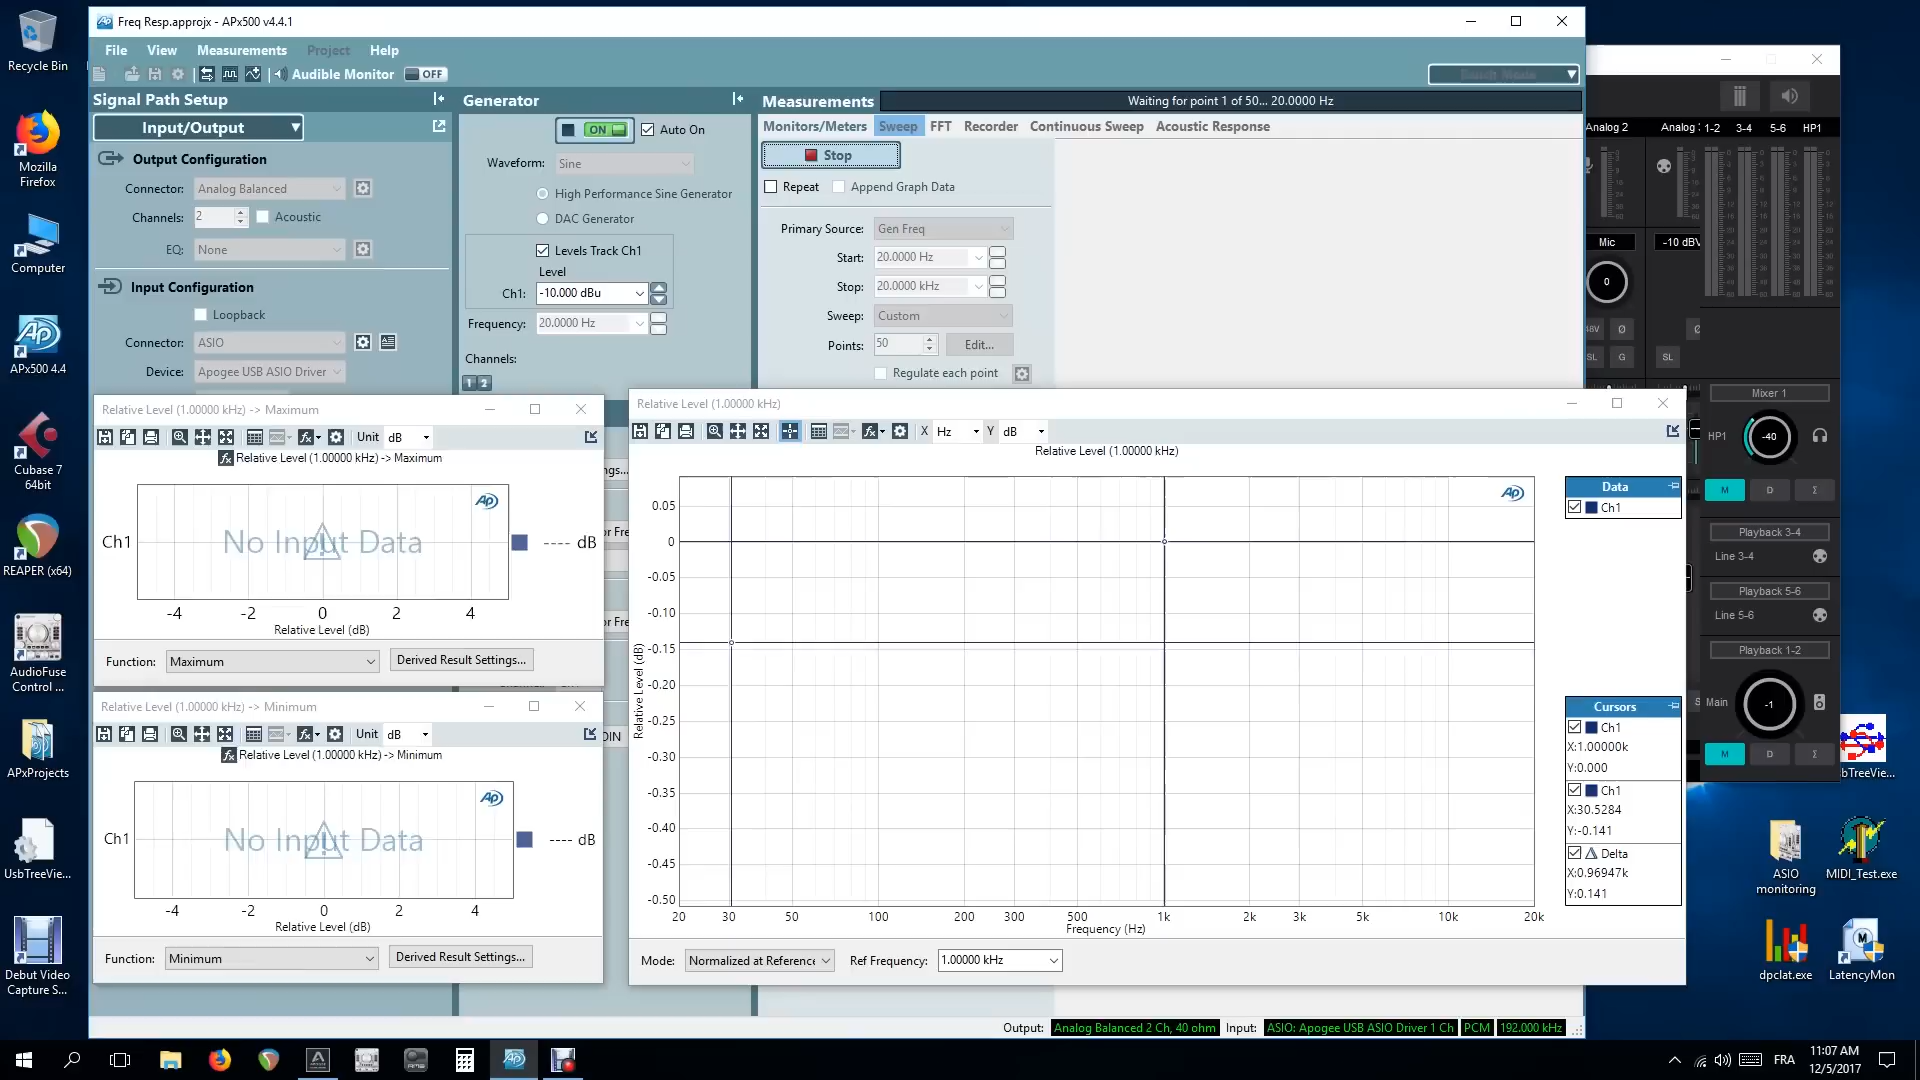 Freq Resp.approjx - APx500 v4.4.1
File View Measurements Project Help
Audible Monitor OFF
Signal Path Setup
Input/Output
Output Configuration
Connector: Analog Balanced
Channels: 2 Acoustic
EQ: None
Input Configuration
Loopback
Connector: ASIO
Device: Apogee USB ASIO Driver
Generator
ON Auto On
Waveform: Sine
High Performance Sine Generator
DAC Generator
Levels Track Ch1
Level
Ch1: -10.000 dBu
Frequency: 20.0000 Hz
Channels:
1 2
Measurements Waiting for point 1 of 50... 20.0000 Hz
Monitors/Meters Sweep FFT Recorder Continuous Sweep Acoustic Response
Stop
Repeat Append Graph Data
Primary Source: Gen Freq
Start: 20.0000 Hz
Stop: 20.0000 kHz
Sweep: Custom
Points: 50 Edit...
Regulate each point
Relative Level (1.00000 kHz) -> Maximum
Unit dB
Relative Level (1.00000 kHz) -> Maximum
Ap
Ch1 No Input Data ---- dB
-4 -2 0 2 4
Relative Level (dB)
Function: Maximum Derived Result Settings...
Relative Level (1.00000 kHz) -> Minimum
Unit dB
Relative Level (1.00000 kHz) -> Minimum
Ap
Ch1 No Input Data ---- dB
-4 -2 0 2 4
Relative Level (dB)
Function: Minimum Derived Result Settings...
ngs...
or Fre
or Fre
DIN
Relative Level (1.00000 kHz)
X Hz Y dB
Relative Level (1.00000 kHz)
Ap
Relative Level (dB)
0.05
0
-0.05
-0.10
-0.15
-0.20
-0.25
-0.30
-0.35
-0.40
-0.45
-0.50
20 30 50 100 200 300 500 1k 2k 3k 5k 10k 20k
Frequency (Hz)
Data
Ch1
Cursors
Ch1
X:1.00000k
Y:0.000
Ch1
X:30.5284
Y:-0.141
Delta
X:0.96947k
Y:0.141
Mode: Normalized at Reference Ref Frequency: 1.00000 kHz
Output: Analog Balanced 2 Ch, 40 ohm Input: ASIO: Apogee USB ASIO Driver 1 Ch PCM 192.000 kHz
Analog 2 Analog 1-2 3-4 5-6 HP1
Mic -10 dBV
0
48V Ø Ø
SL G SL
Mixer 1
HP1 -40
M D Σ
Playback 3-4
Line 3-4
Playback 5-6
Line 5-6
Playback 1-2
S Main -1
M D Σ
Recycle Bin
Mozilla
Firefox
Computer
APx500 4.4
Cubase 7
64bit
REAPER (x64)
AudioFuse
Control ...
APxProjects
UsbTreeVie...
Debut Video
Capture S...
bTreeVie...
ASIO
monitoring
MIDI_Test.exe
dpclat.exe
LatencyMon
FRA
11:07 AM
12/5/2017